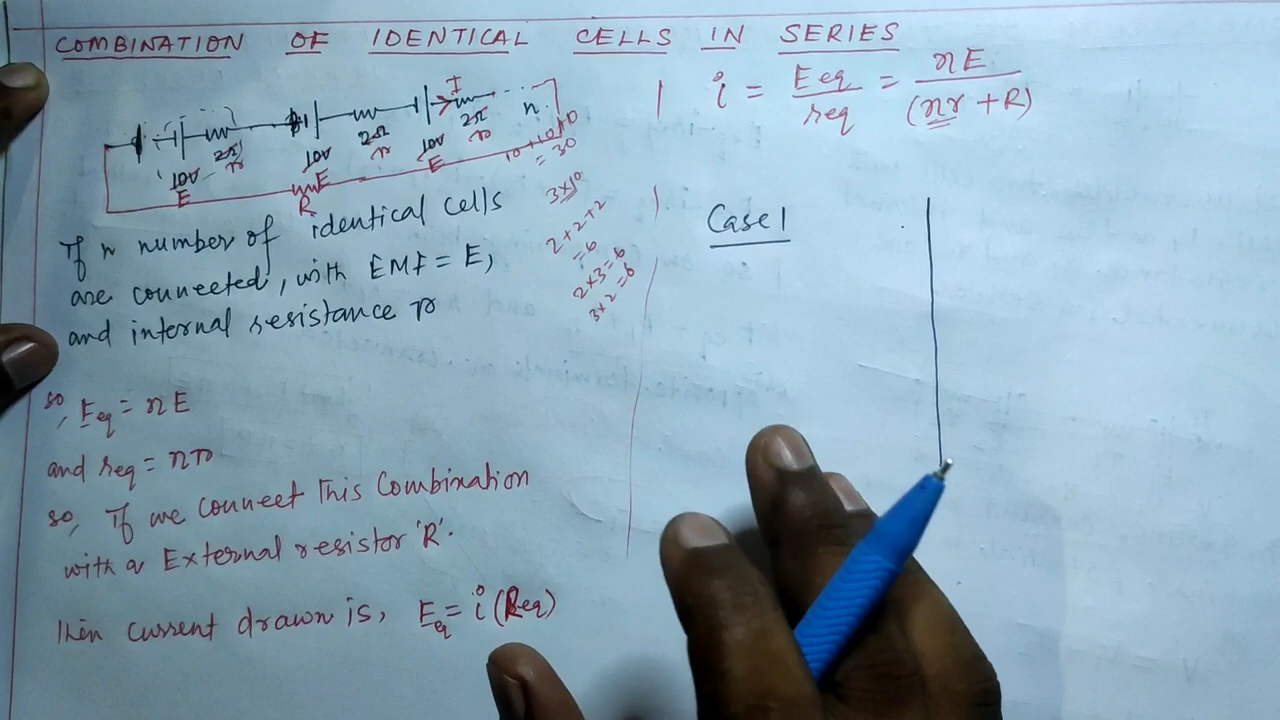 COMBINATION OF IDENTICAL CELLS IN SERIES
I
n
2Ω 2Ω 2Ω
r r r
10V 10V 10V
E E E
R
10+10+10
= 30
3×10
2+2+2
= 6
2×3=6
3×2=6
If n number of identical cells
are connected, with EMF = E,
and internal resistance r
so, Eeq = nE
and req = nr
so, If we connect This Combination
with a External resistor 'R'.
Then current drawn is, Eeq = i (Req)
i = Eeq/req = nE/(nr + R)
Case 1